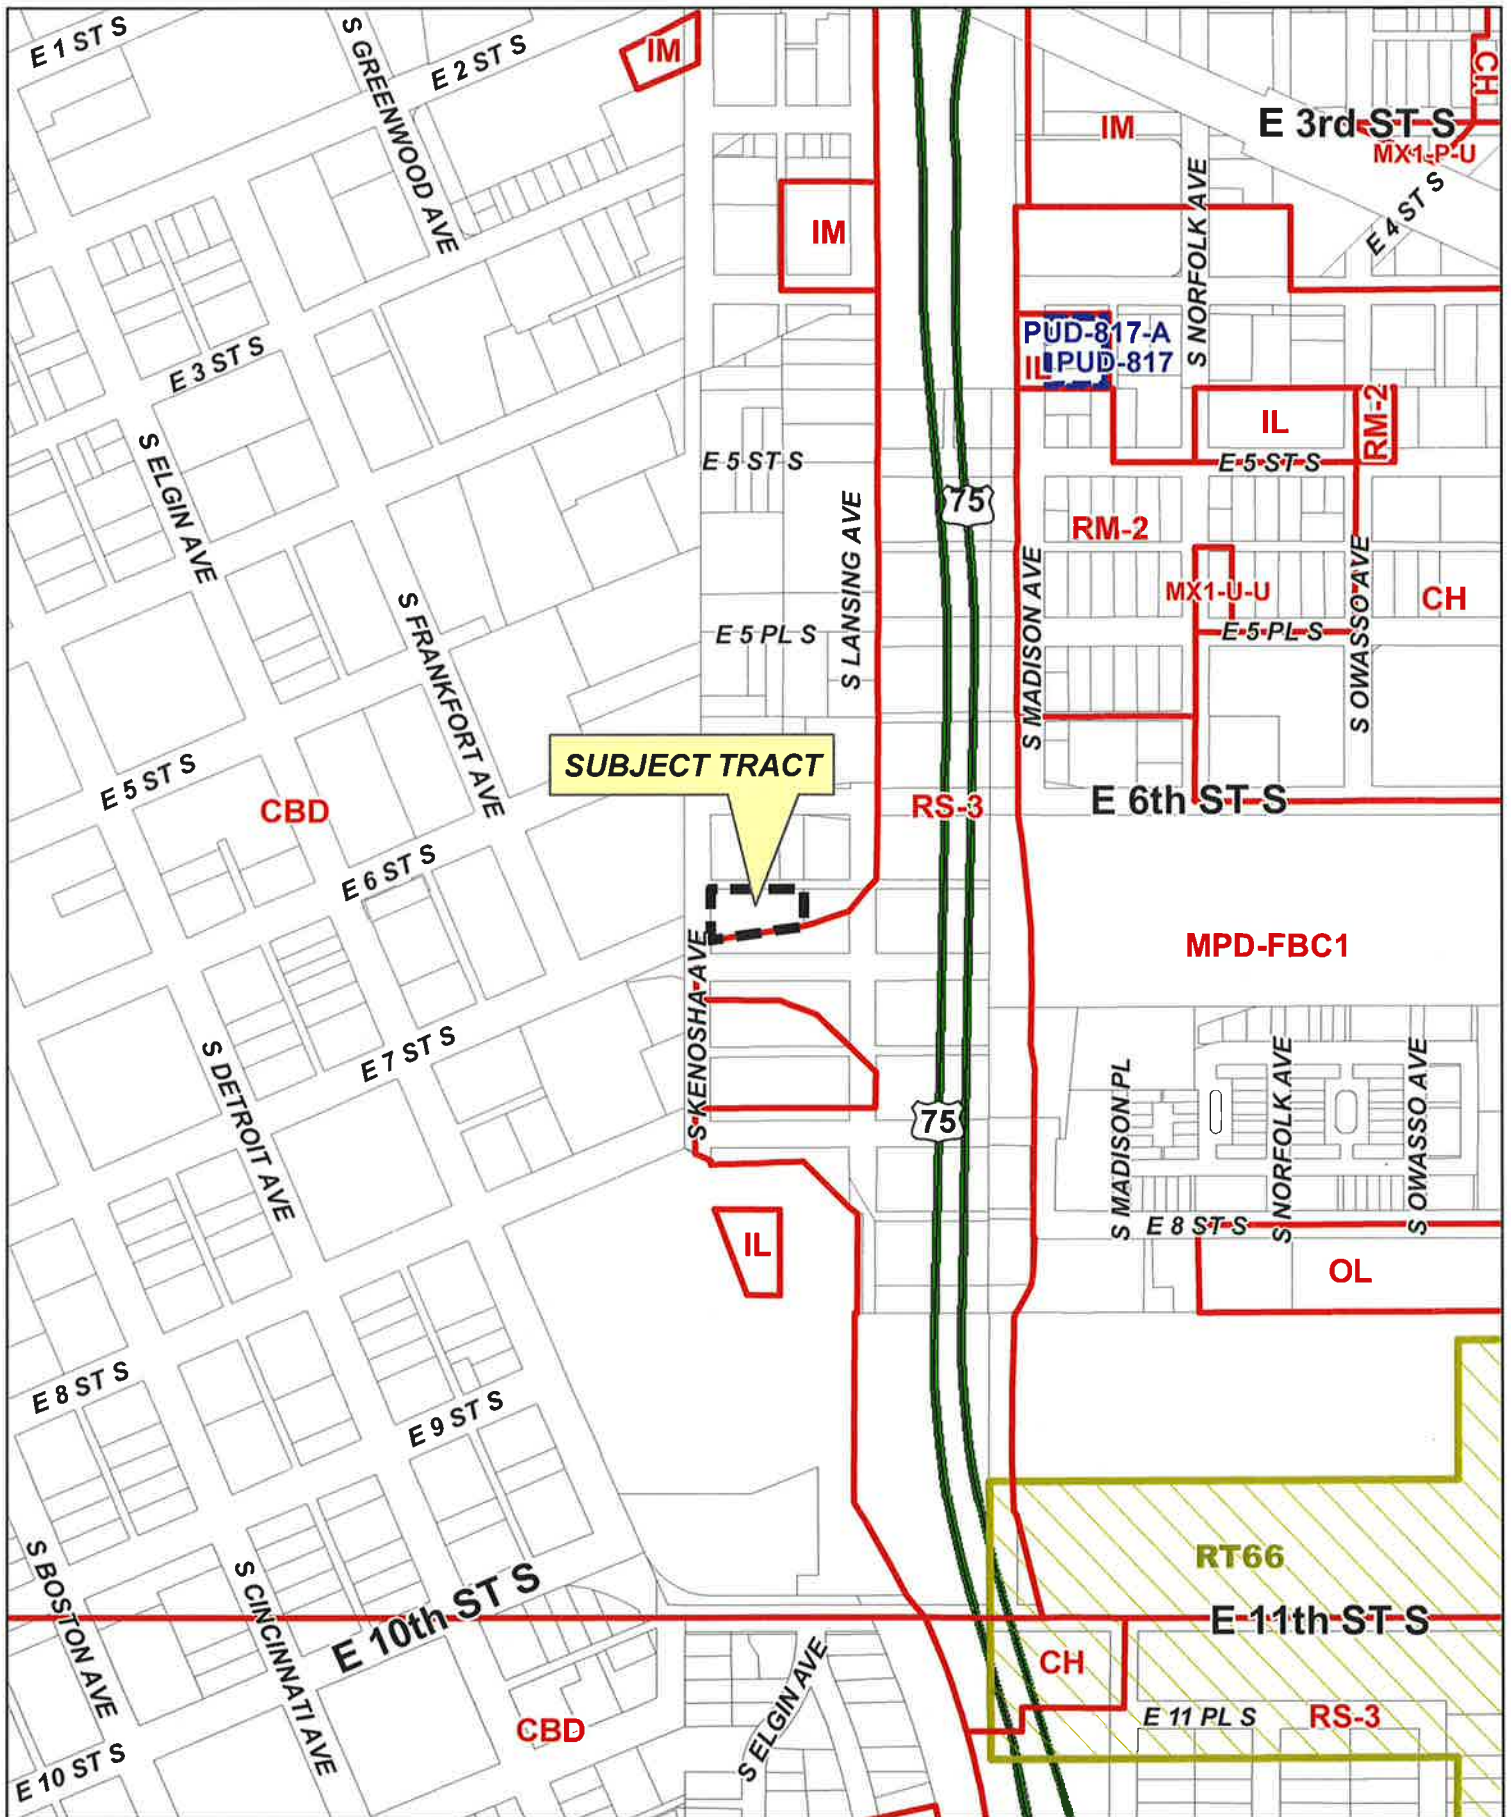 E 1 ST S
S GREENWOOD AVE
E 2 ST S
IM
CH
IM
E 3rd ST S
MX1-P-U
E 4 ST S
S NORFOLK AVE
IM
PUD-817-A
IL PUD-817
E 3 ST S
S ELGIN AVE
E 5 ST S
75
IL
RM-2
E 5 ST S
RM-2
S LANSING AVE
S MADISON AVE
MX1-U-U
S OWASSO AVE
CH
S FRANKFORT AVE
E 5 PL S
E 5 PL S
SUBJECT TRACT
E 5 ST S
CBD
RS-3
E 6th ST S
E 6 ST S
S KENOSHA AVE
MPD-FBC1
S DETROIT AVE
E 7 ST S
75
S MADISON PL
S NORFOLK AVE
S OWASSO AVE
E 8 ST S
IL
OL
E 8 ST S
E 9 ST S
RT66
S BOSTON AVE
S CINCINNATI AVE
E 10th ST S
E 11th ST S
CH
S ELGIN AVE
CBD
E 11 PL S
RS-3
E 10 ST S